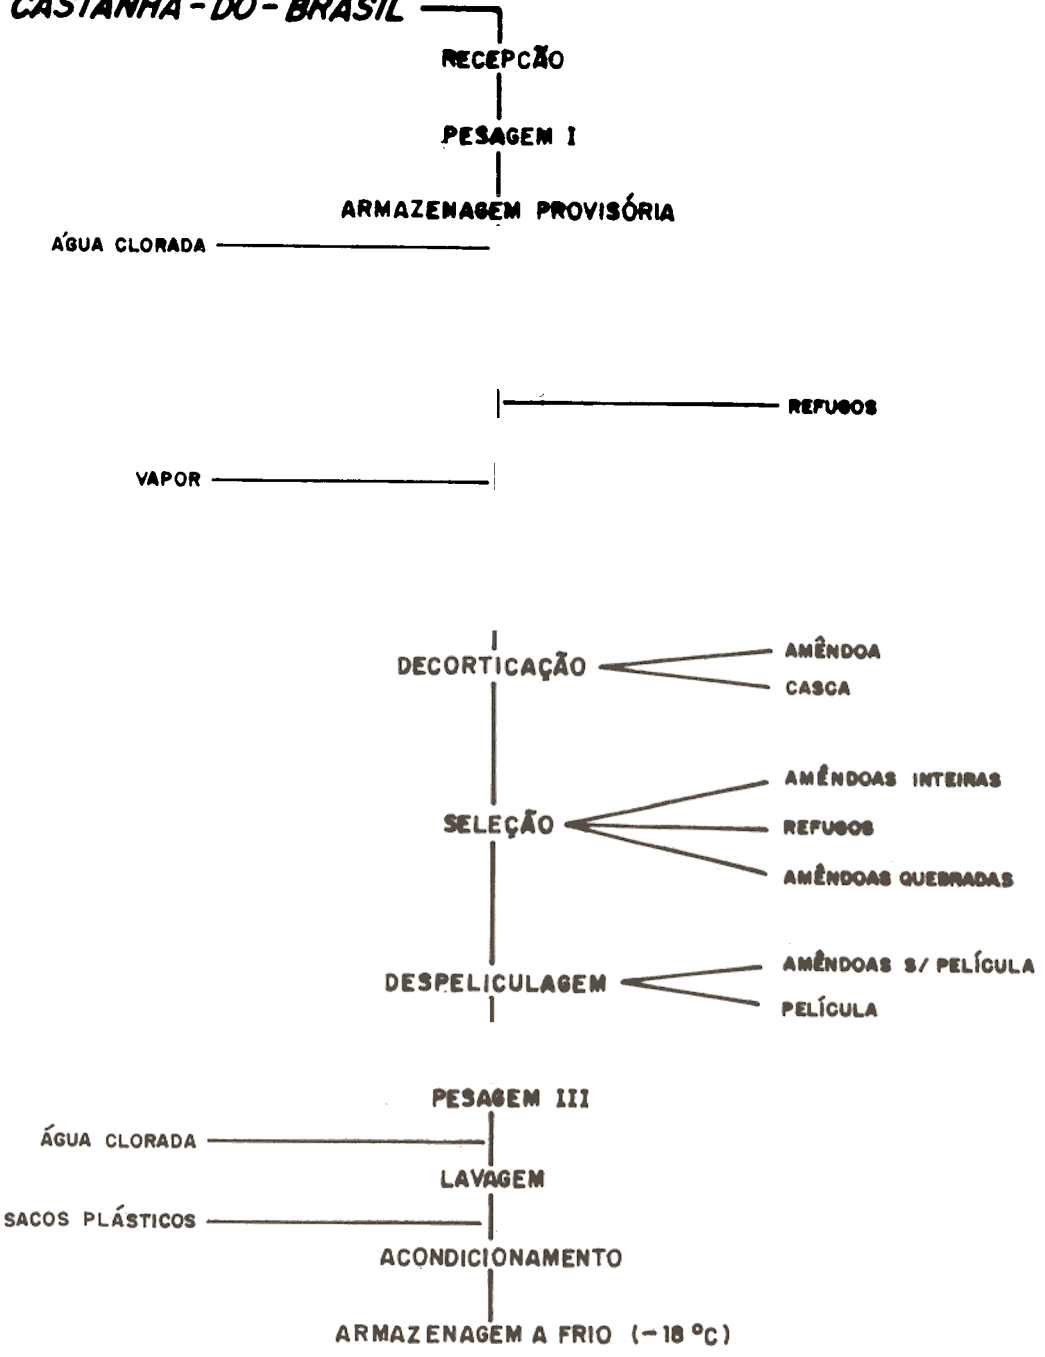 CASTANHA-DO-BRASIL
RECEPCÃO
PESAGEM I
ARMAZENAGEM PROVISÓRIA
ÁGUA CLORADA
REFUGOS
VAPOR
DECORTICAÇÃO
AMÊNDOA
CASCA
AMÊNDOAS INTEIRAS
SELEÇÃO
REFUGOS
AMÊNDOAS QUEBRADAS
AMÊNDOAS S/ PELÍCULA
DESPELICULAGEM
PELÍCULA
PESAGEM III
ÁGUA CLORADA
LAVAGEM
SACOS PLÁSTICOS
ACONDICIONAMENTO
ARMAZENAGEM A FRIO (-18 °C)